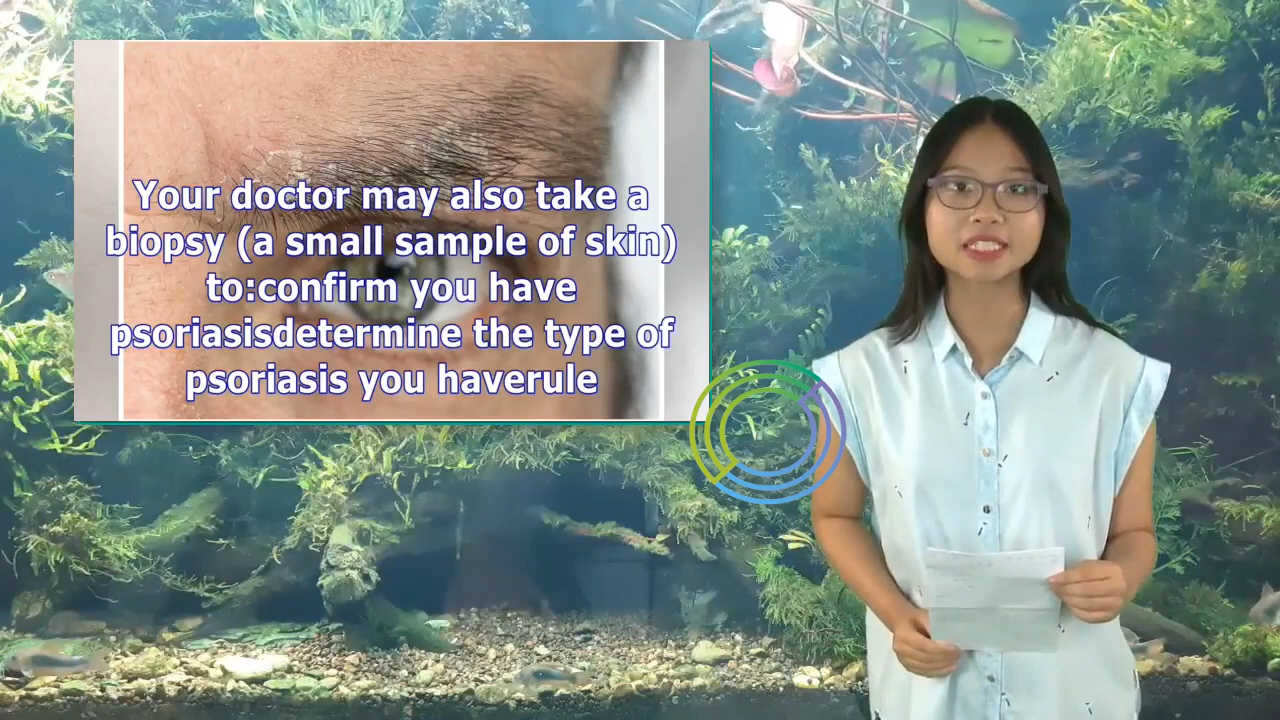 Your doctor may also take a
biopsy (a small sample of skin)
to:confirm you have
psoriasisdetermine the type of
psoriasis you haverule